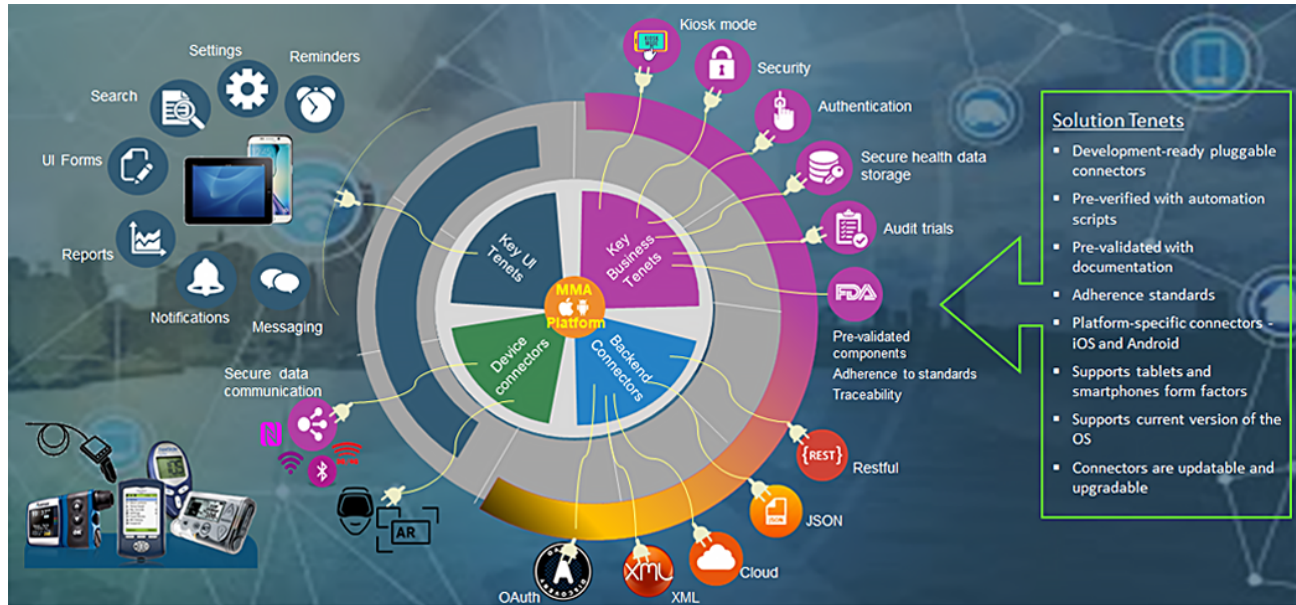 Settings
Reminders
Search
UI Forms
Reports
Notifications
Messaging
Kiosk mode
Security
Authentication
Secure health data
storage
Audit trials
FDA
Pre-validated
components
Adherence to standards
Traceability
Key UI
Tenets
Key
Business
Tenets
MMA
Platform
Device
connectors
Backend
Connectors
Secure data
communication
AR
{REST}
Restful
JSON
JSON
Cloud
XML
XML
A
DISCOVERY
OAuth
Solution Tenets
▪ Development-ready pluggable
connectors
▪ Pre-verified with automation
scripts
▪ Pre-validated with
documentation
▪ Adherence standards
▪ Platform-specific connectors -
iOS and Android
▪ Supports tablets and
smartphones form factors
▪ Supports current version of the
OS
▪ Connectors are updatable and
upgradable